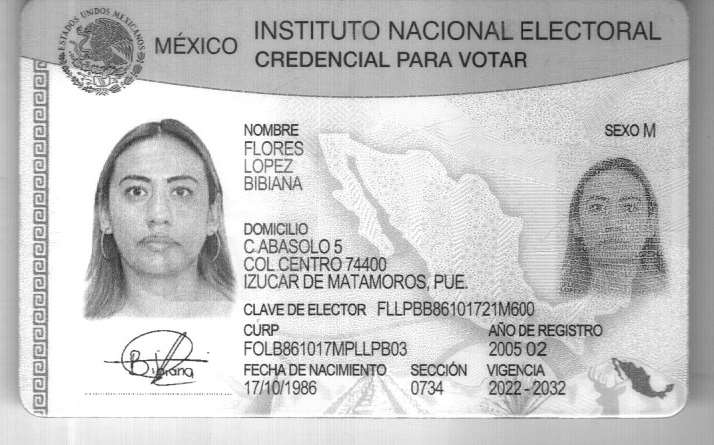 ESTADOS UNIDOS MEXICANOS
MÉXICO
INSTITUTO NACIONAL ELECTORAL
CREDENCIAL PARA VOTAR
NOMBRE
FLORES
LOPEZ
BIBIANA
SEXO M
DOMICILIO
C ABASOLO 5
COL CENTRO 74400
IZUCAR DE MATAMOROS, PUE.
CLAVE DE ELECTOR FLLPBB86101721M600
CURP
FOLB861017MPLLPB03
AÑO DE REGISTRO
2005 02
FECHA DE NACIMIENTO
17/10/1986
SECCIÓN
0734
VIGENCIA
2022 - 2032
Bibiana